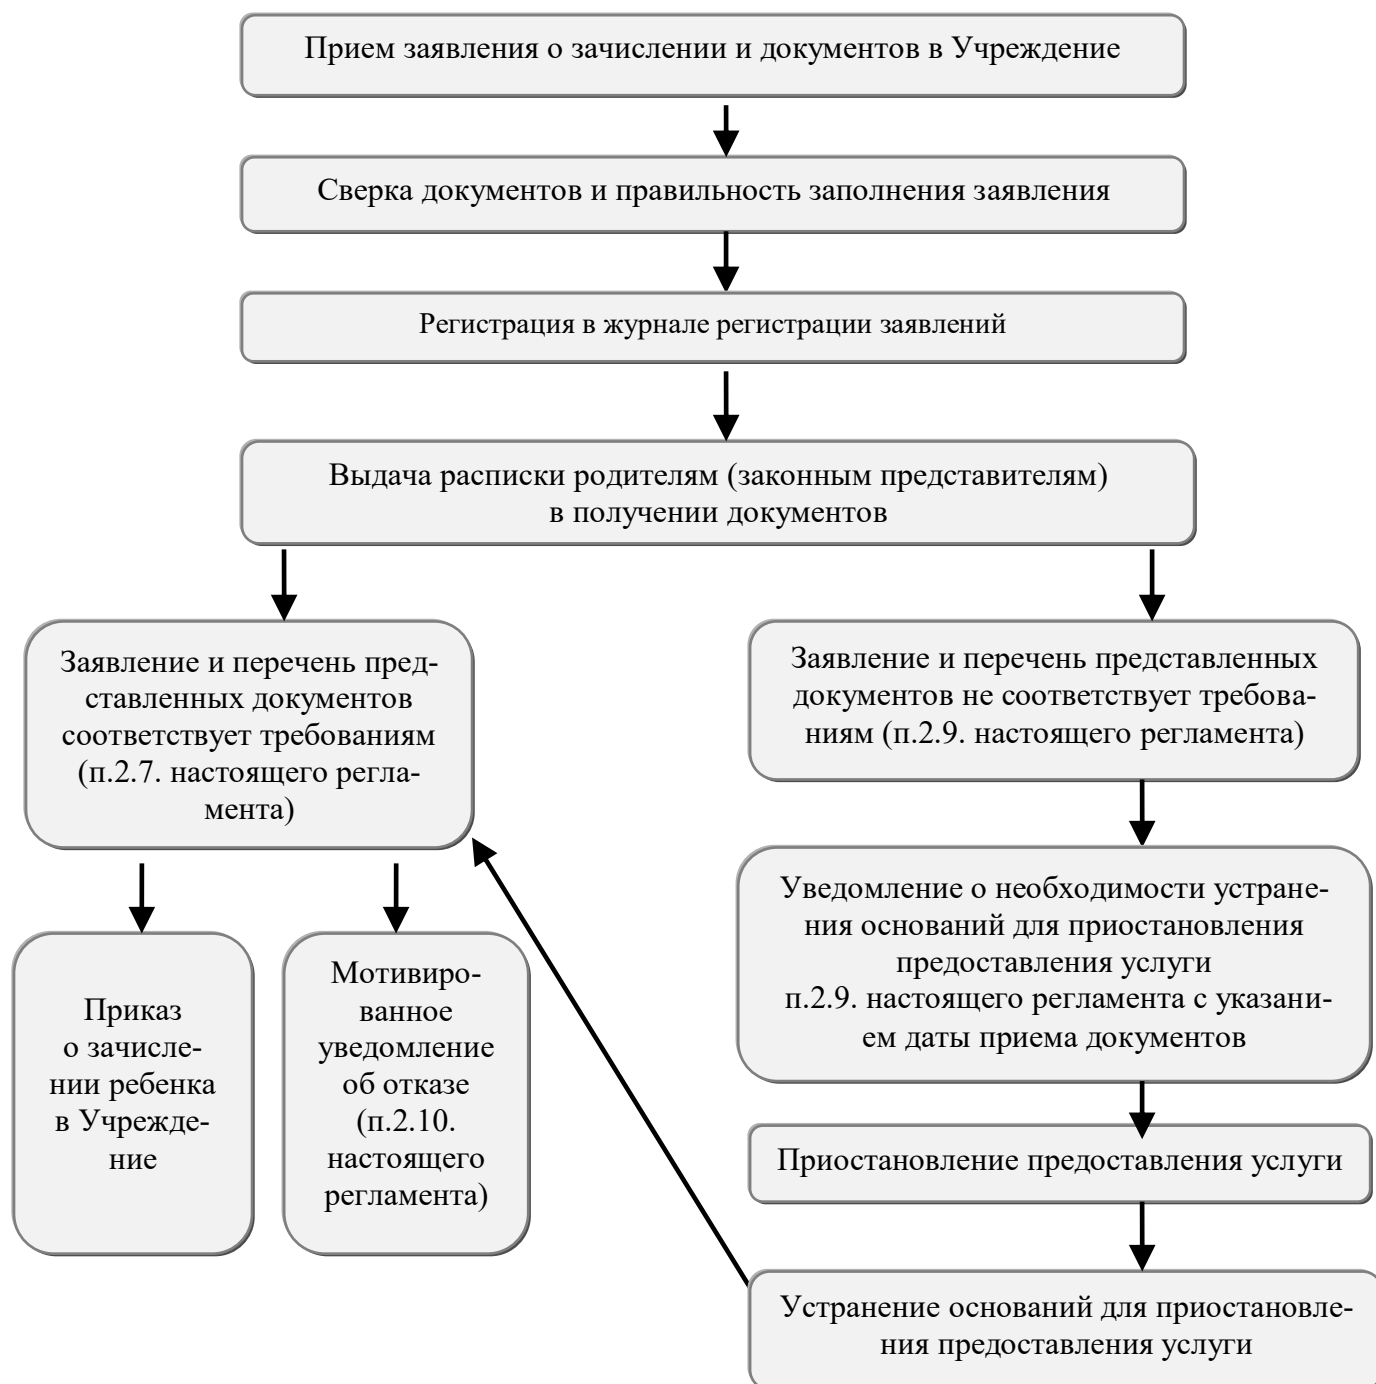 Прием заявления о зачислении и документов в Учреждение
Сверка документов и правильность заполнения заявления
Регистрация в журнале регистрации заявлений
Выдача расписки родителям (законным представителям)
в получении документов
Заявление и перечень пред-
ставленных документов
соответствует требованиям
(п.2.7. настоящего регла-
мента)
Заявление и перечень представленных
документов не соответствует требова-
ниям (п.2.9. настоящего регламента)
Уведомление о необходимости устране-
ния оснований для приостановления
предоставления услуги
п.2.9. настоящего регламента с указани-
ем даты приема документов
Приказ
о зачисле-
нии ребенка
в Учрежде-
ние
Мотивиро-
ванное
уведомление
об отказе
(п.2.10.
настоящего
регламента)
Приостановление предоставления услуги
Устранение оснований для приостановле-
ния предоставления услуги